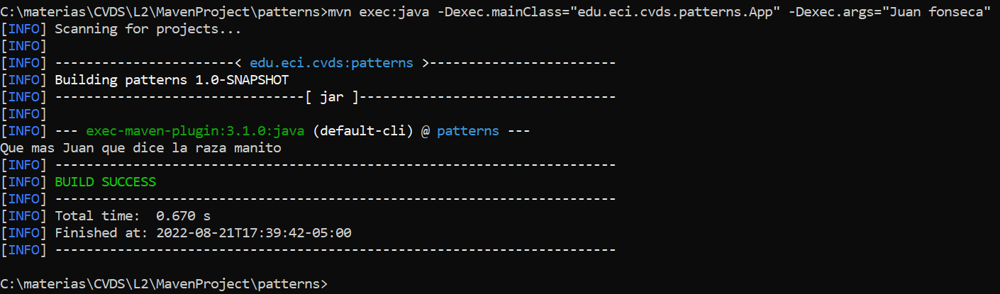 C:\materias\CVDS\L2\MavenProject\patterns>mvn exec:java -Dexec.mainClass="edu.eci.cvds.patterns.App" -Dexec.args="Juan fonseca"
[INFO] Scanning for projects...
[INFO]
[INFO] -----------------------< edu.eci.cvds:patterns >------------------------
[INFO] Building patterns 1.0-SNAPSHOT
[INFO] --------------------------------[ jar ]---------------------------------
[INFO]
[INFO] --- exec-maven-plugin:3.1.0:java (default-cli) @ patterns ---
Que mas Juan que dice la raza manito
[INFO] ------------------------------------------------------------------------
[INFO] BUILD SUCCESS
[INFO] ------------------------------------------------------------------------
[INFO] Total time:  0.670 s
[INFO] Finished at: 2022-08-21T17:39:42-05:00
[INFO] ------------------------------------------------------------------------
C:\materias\CVDS\L2\MavenProject\patterns>